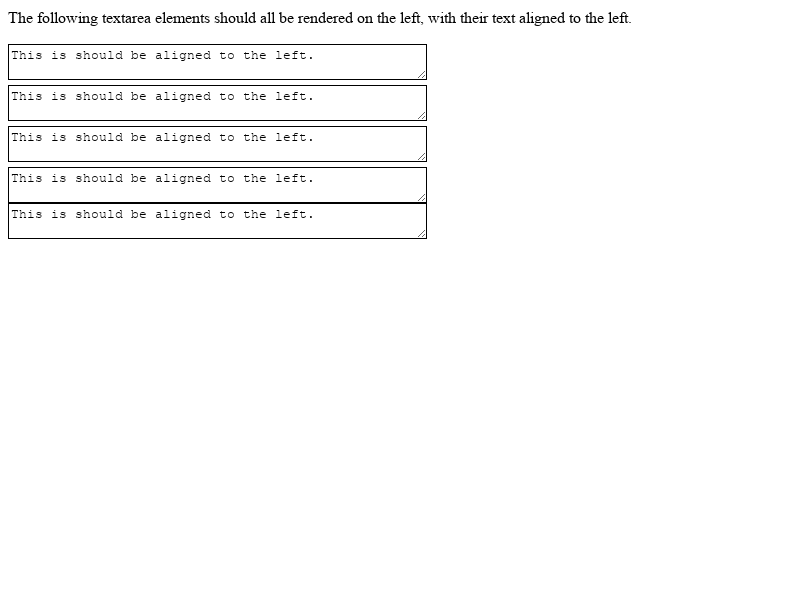 The following textarea elements should all be rendered on the left, with their text aligned to the left.
This is should be aligned to the left.
This is should be aligned to the left.
This is should be aligned to the left.
This is should be aligned to the left.
This is should be aligned to the left.